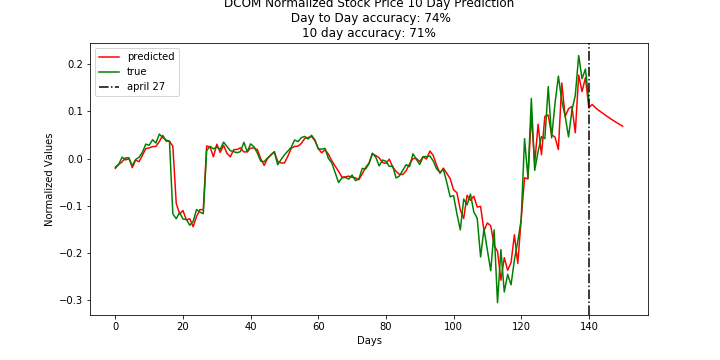 DCOM Normalized Stock Price 10 Day Prediction
Day to Day accuracy: 74%
10 day accuracy: 71%
predicted
true
april 27
Normalized Values
0.2
0.1
0.0
−0.1
−0.2
−0.3
0 20 40 60 80 100 120 140
Days